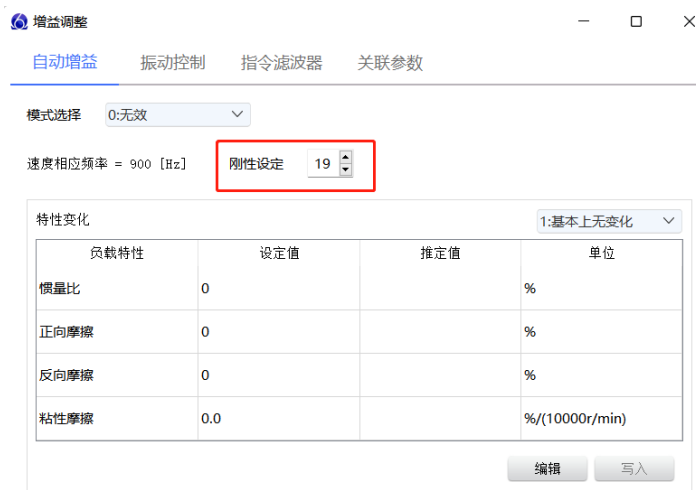 增益调整
自动增益 振动控制 指令滤波器 关联参数
模式选择 0:无效
速度相应频率 = 900 [Hz] 刚性设定 19
特性变化 1:基本上无变化
负载特性 设定值 推定值 单位
惯量比 0 %
正向摩擦 0 %
反向摩擦 0 %
粘性摩擦 0.0 %/(10000r/min)
编辑 写入